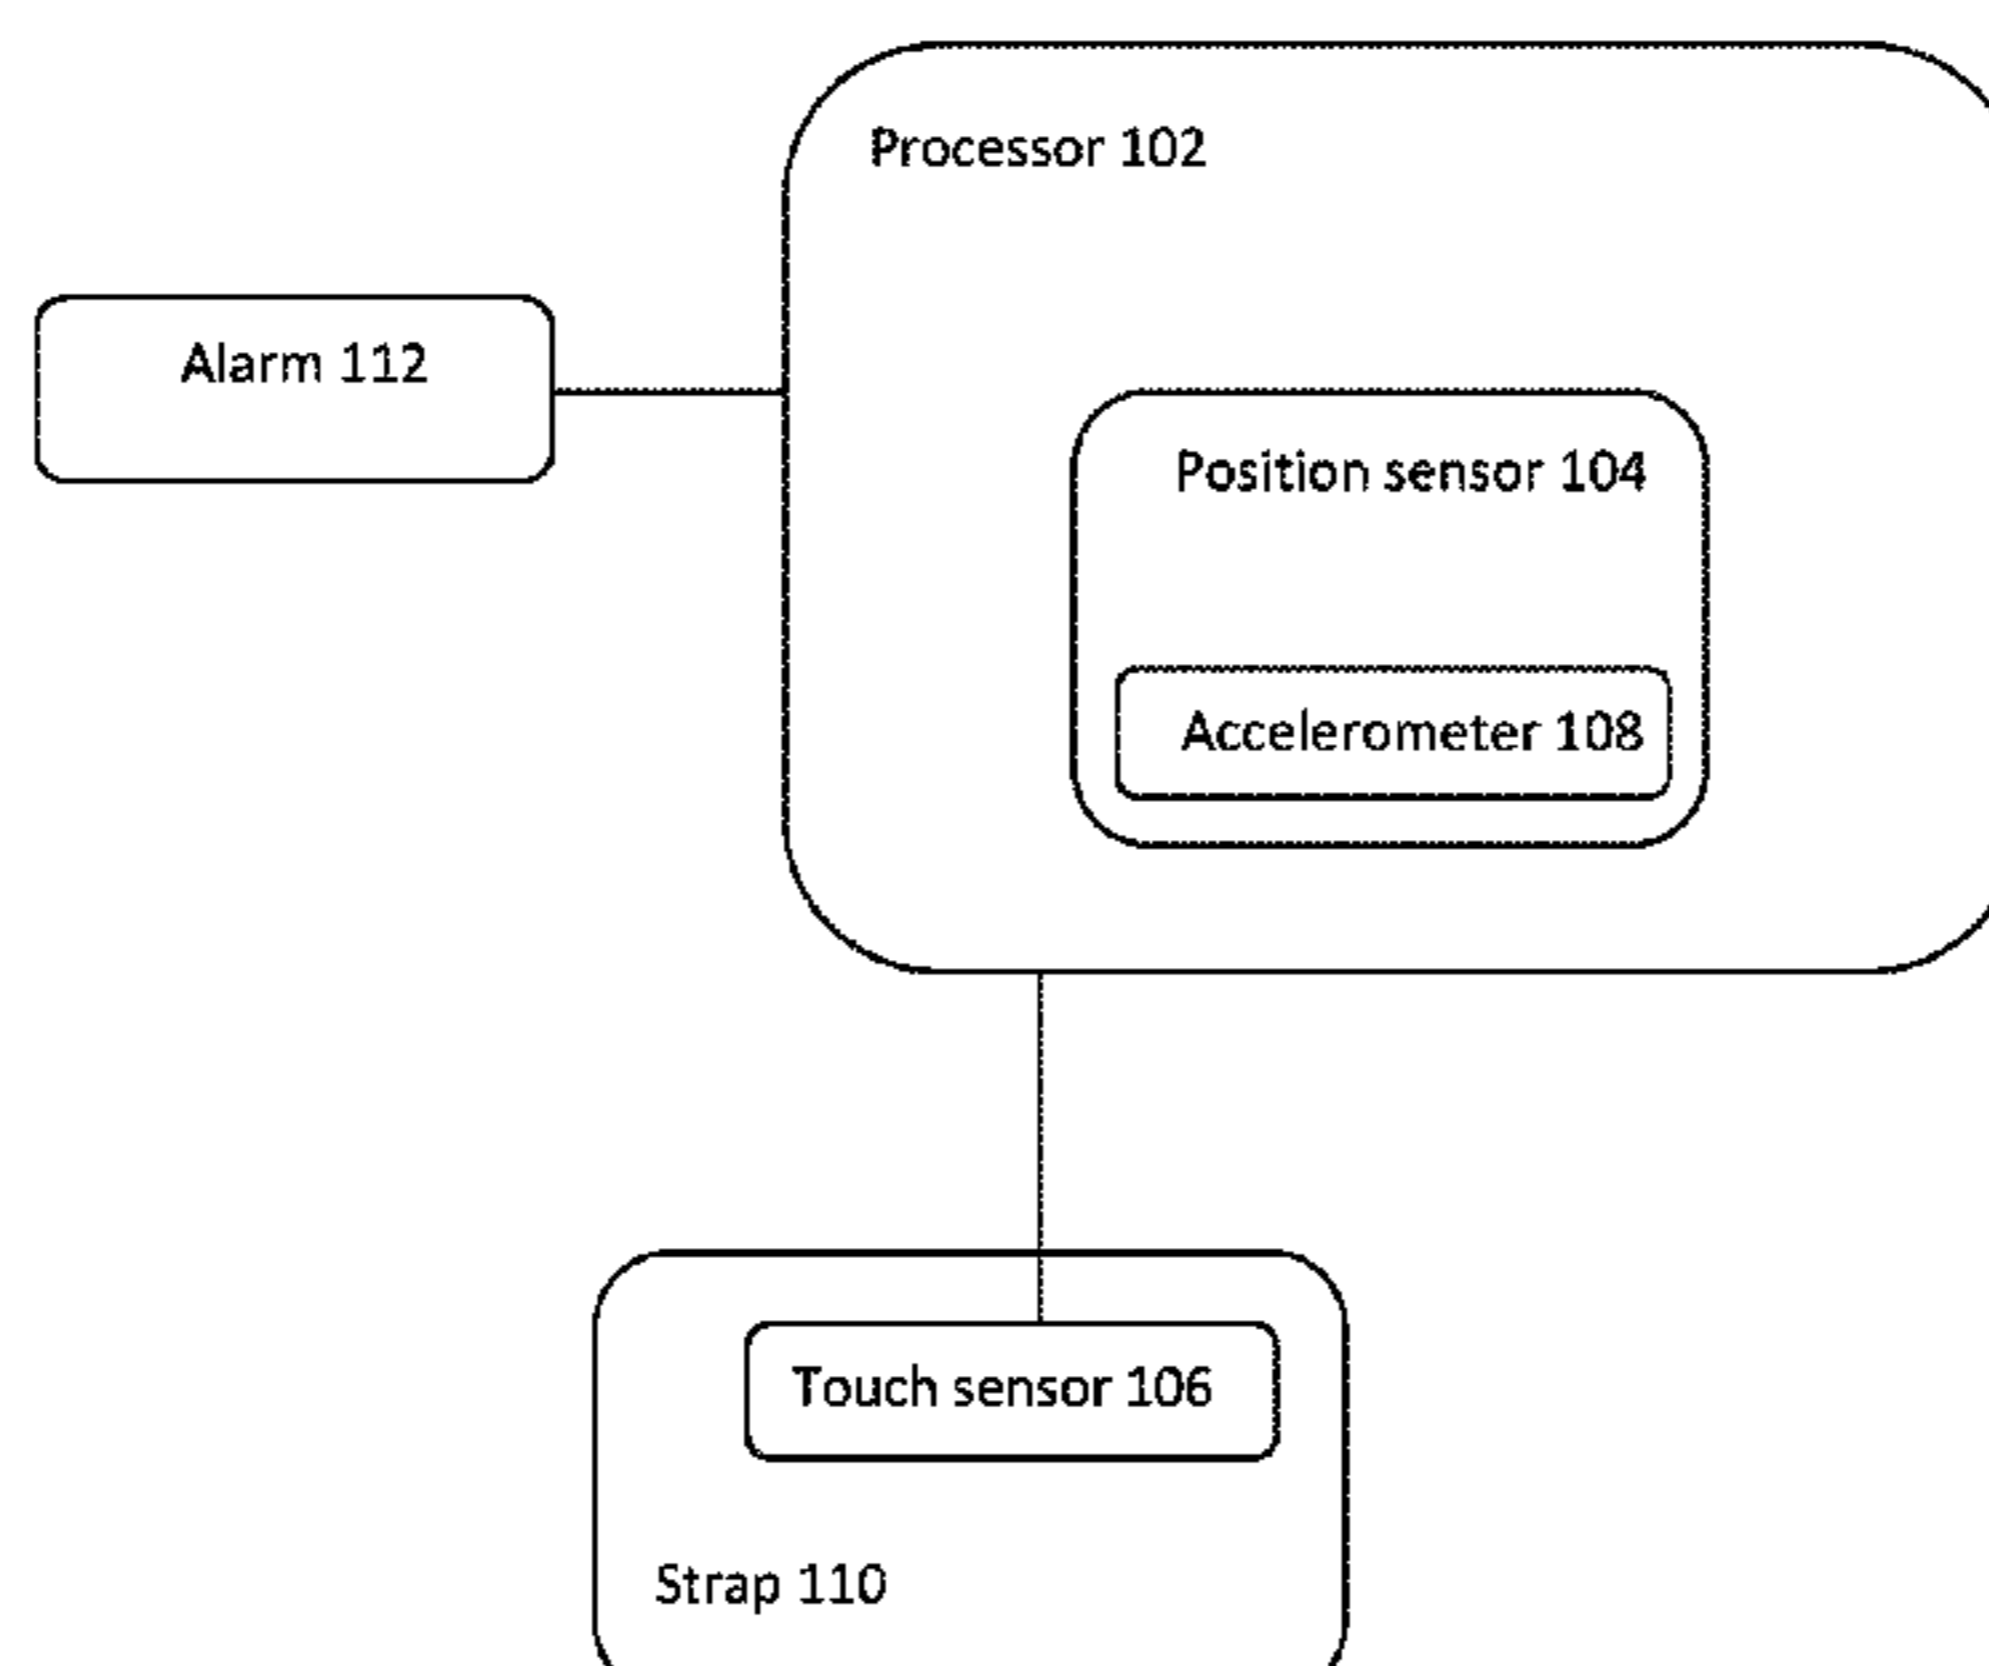 Processor 102
Alarm 112
Position sensor 104
Accelerometer 108
Touch sensor 106
Strap 110